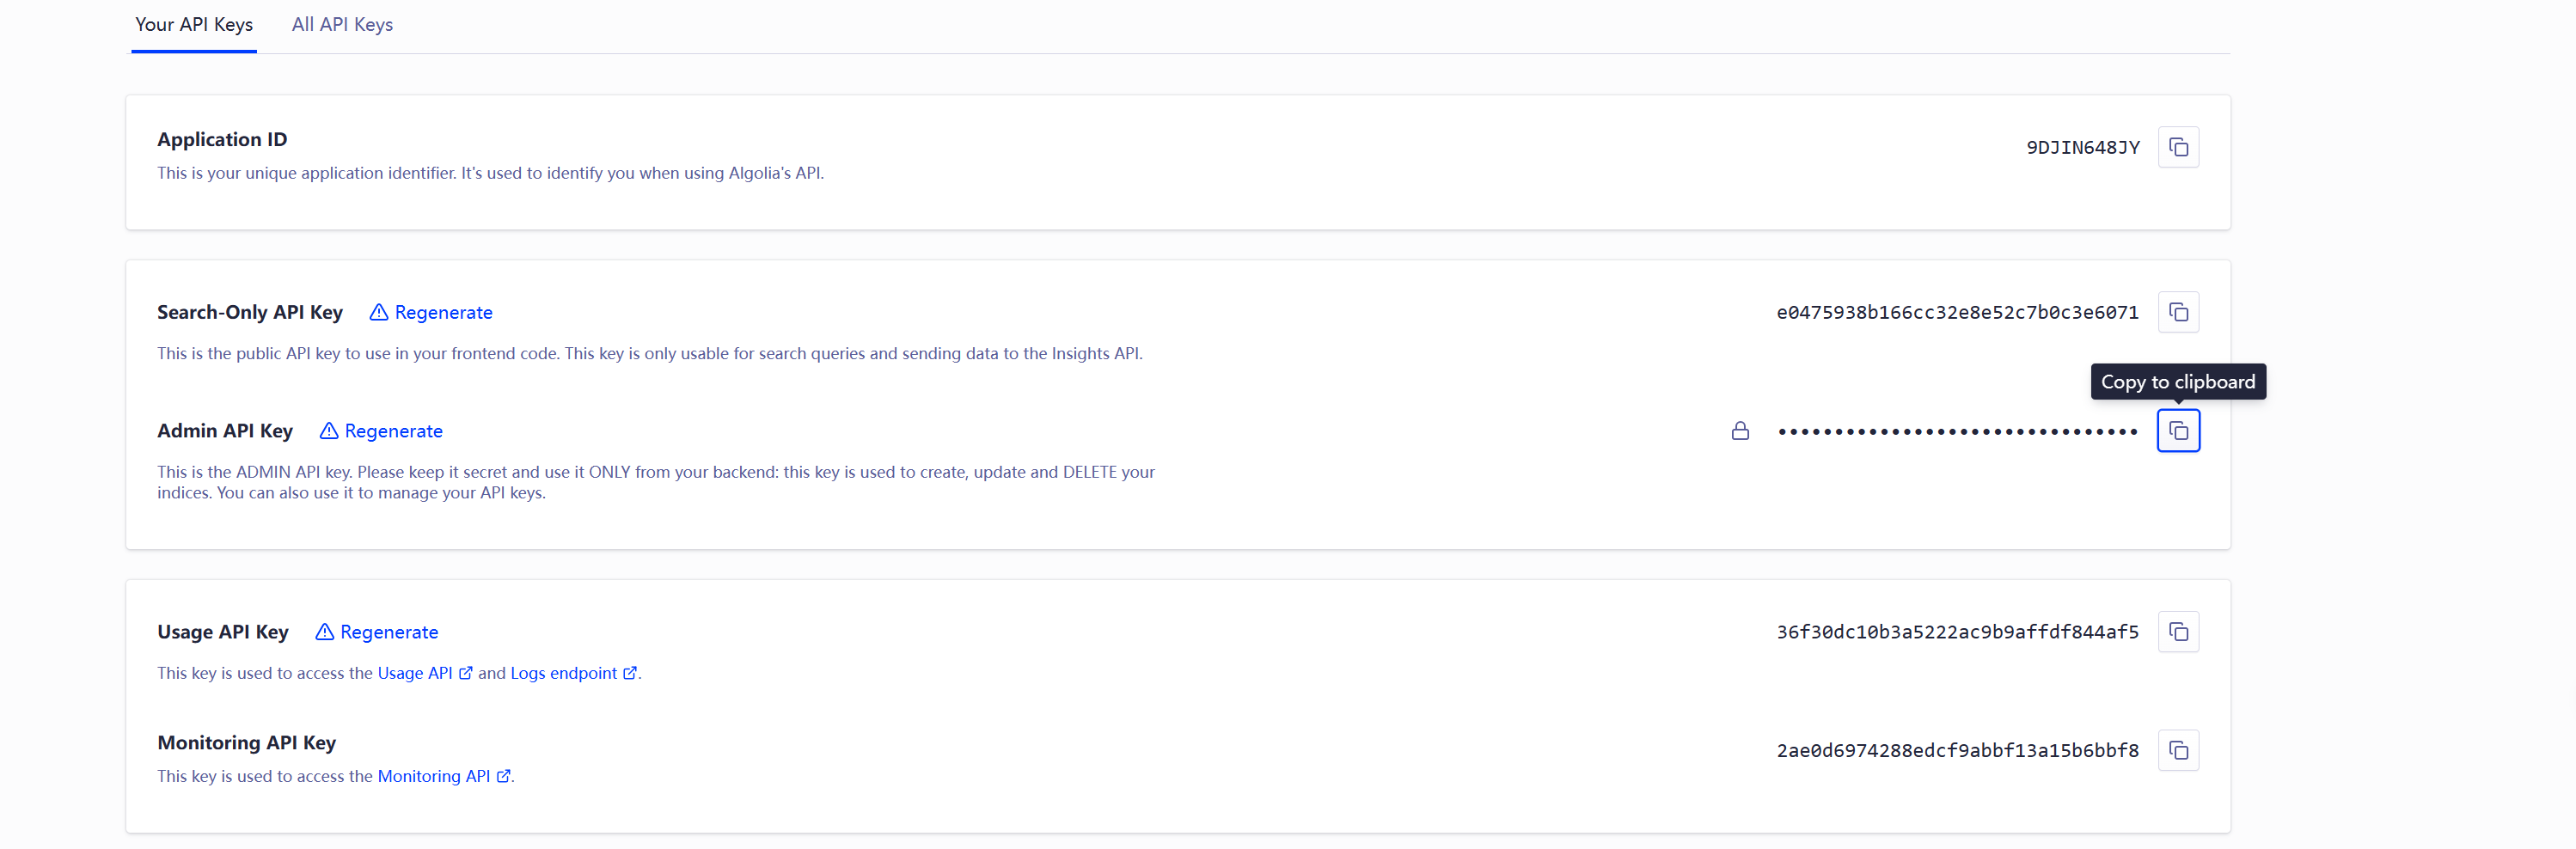 Your API Keys
All API Keys
Application ID
9DJIN648JY
This is your unique application identifier. It's used to identify you when using Algolia's API.
Search-Only API Key
Regenerate
e0475938b166cc32e8e52c7b0c3e6071
This is the public API key to use in your frontend code. This key is only usable for search queries and sending data to the Insights API.
Copy to clipboard
Admin API Key
Regenerate
••••••••••••••••••••••••••••••••
This is the ADMIN API key. Please keep it secret and use it ONLY from your backend: this key is used to create, update and DELETE your
indices. You can also use it to manage your API keys.
Usage API Key
Regenerate
36f30dc10b3a5222ac9b9affdf844af5
This key is used to access the Usage API and Logs endpoint.
Monitoring API Key
2ae0d6974288edcf9abbf13a15b6bbf8
This key is used to access the Monitoring API.